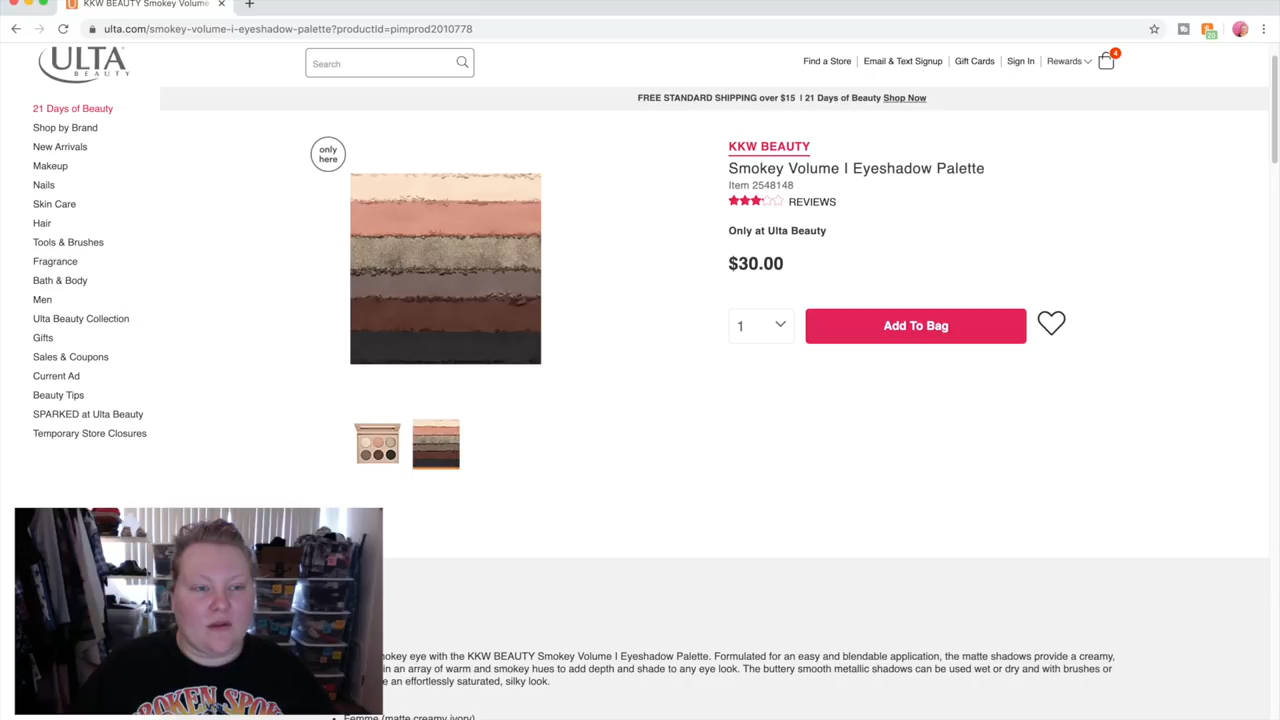 KKW BEAUTY Smokey Volume
ulta.com/smokey-volume-i-eyeshadow-palette?productId=pimprod2010778
20
ULTA
BEAUTY
Search
Find a Store
Email & Text Signup
Gift Cards
Sign In
Rewards
4
FREE STANDARD SHIPPING over $15 | 21 Days of Beauty Shop Now
21 Days of Beauty
Shop by Brand
New Arrivals
Makeup
Nails
Skin Care
Hair
Tools & Brushes
Fragrance
Bath & Body
Men
Ulta Beauty Collection
Gifts
Sales & Coupons
Current Ad
Beauty Tips
SPARKED at Ulta Beauty
Temporary Store Closures
only
here
KKW BEAUTY
Smokey Volume I Eyeshadow Palette
Item 2548148
REVIEWS
Only at Ulta Beauty
$30.00
1
Add To Bag
okey eye with the KKW BEAUTY Smokey Volume I Eyeshadow Palette. Formulated for an easy and blendable application, the matte shadows provide a creamy,
in an array of warm and smokey hues to add depth and shade to any eye look. The buttery smooth metallic shadows can be used wet or dry and with brushes or
e an effortlessly saturated, silky look.
Femme (matte creamy ivory)
BROKEN SPOKE